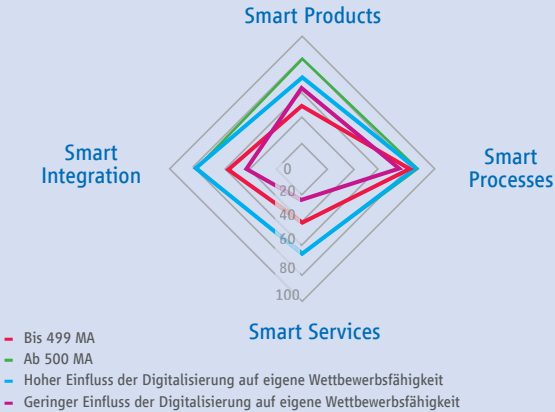 Smart Products
Smart
Integration
Smart
Processes
0
20
40
60
80
100
Smart Services
Bis 499 MA
Ab 500 MA
Hoher Einfluss der Digitalisierung auf eigene Wettbewerbsfähigkeit
Geringer Einfluss der Digitalisierung auf eigene Wettbewerbsfähigkeit